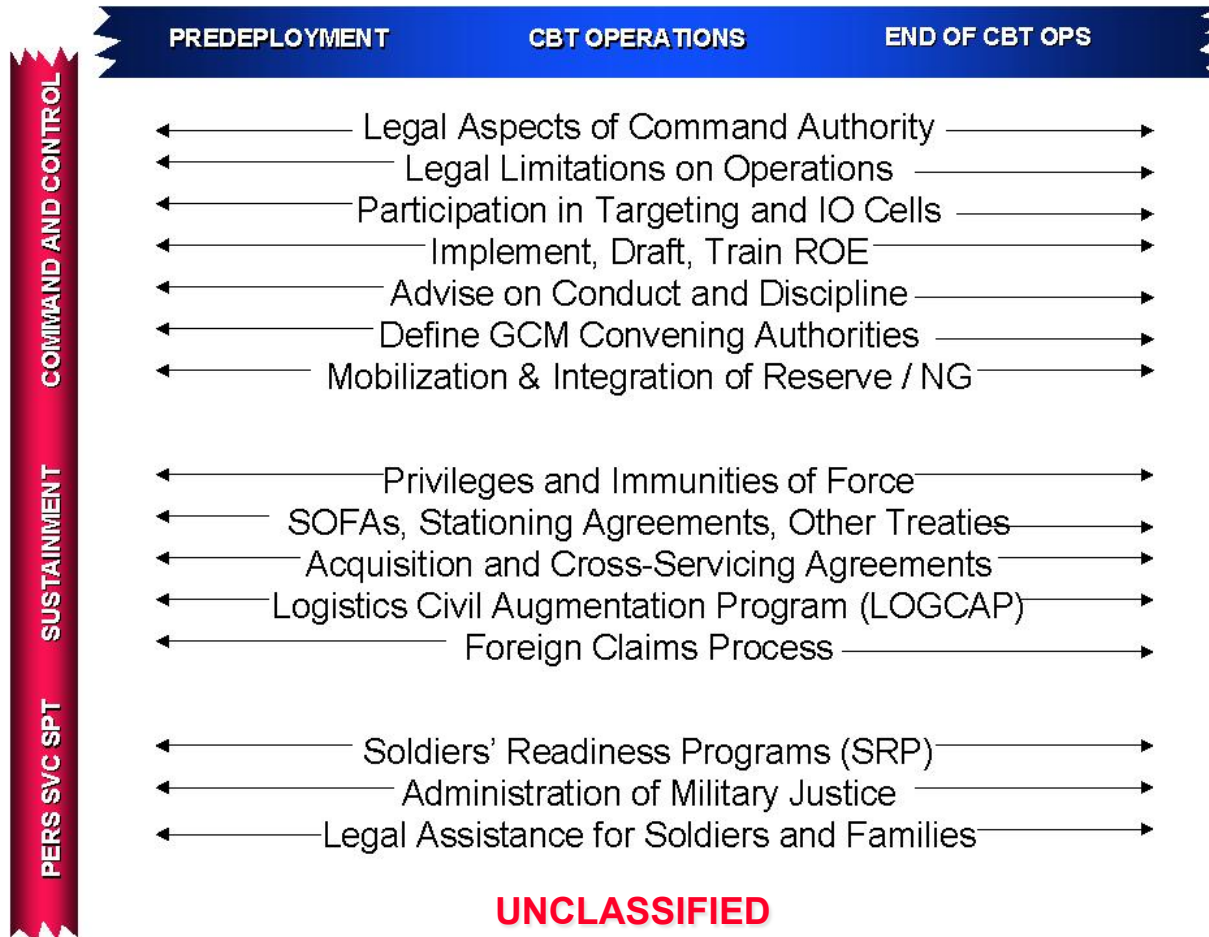 PREDEPLOYMENT CBT OPERATIONS END OF CBT OPS
COMMAND AND CONTROL
Legal Aspects of Command Authority
Legal Limitations on Operations
Participation in Targeting and IO Cells
Implement, Draft, Train ROE
Advise on Conduct and Discipline
Define GCM Convening Authorities
Mobilization & Integration of Reserve / NG
SUSTAINMENT
Privileges and Immunities of Force
SOFAs, Stationing Agreements, Other Treaties
Acquisition and Cross-Servicing Agreements
Logistics Civil Augmentation Program (LOGCAP)
Foreign Claims Process
PERS SVC SPT
Soldiers’ Readiness Programs (SRP)
Administration of Military Justice
Legal Assistance for Soldiers and Families
UNCLASSIFIED